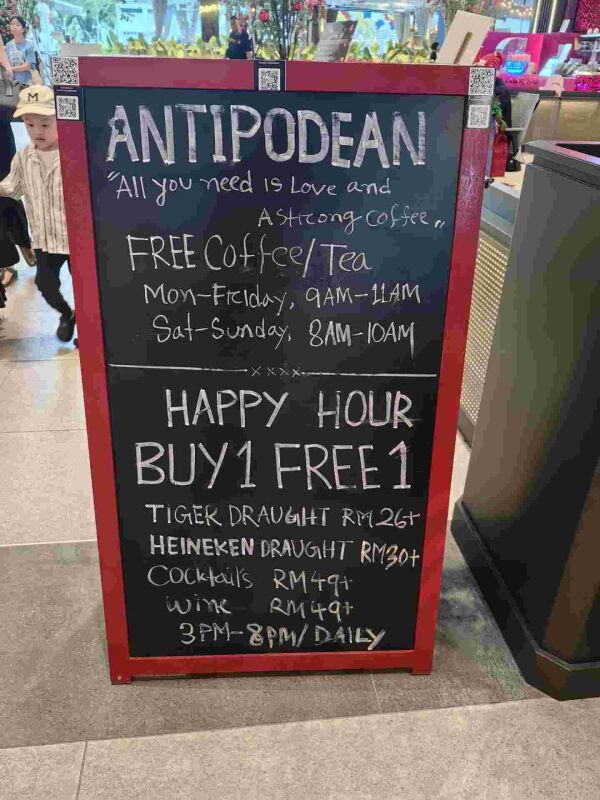 ANTIPODEAN
"All you need is Love and
A strong Coffee„
FREE Coffee/Tea
Mon-Friday, 9AM-11AM
Sat-Sunday, 8AM-10AM
xxxx
HAPPY HOUR
BUY 1 FREE 1
TIGER DRAUGHT RM26+
HEINEKEN DRAUGHT RM30+
Cocktails RM49+
wine RM49+
3PM-8PM/DAILY
M